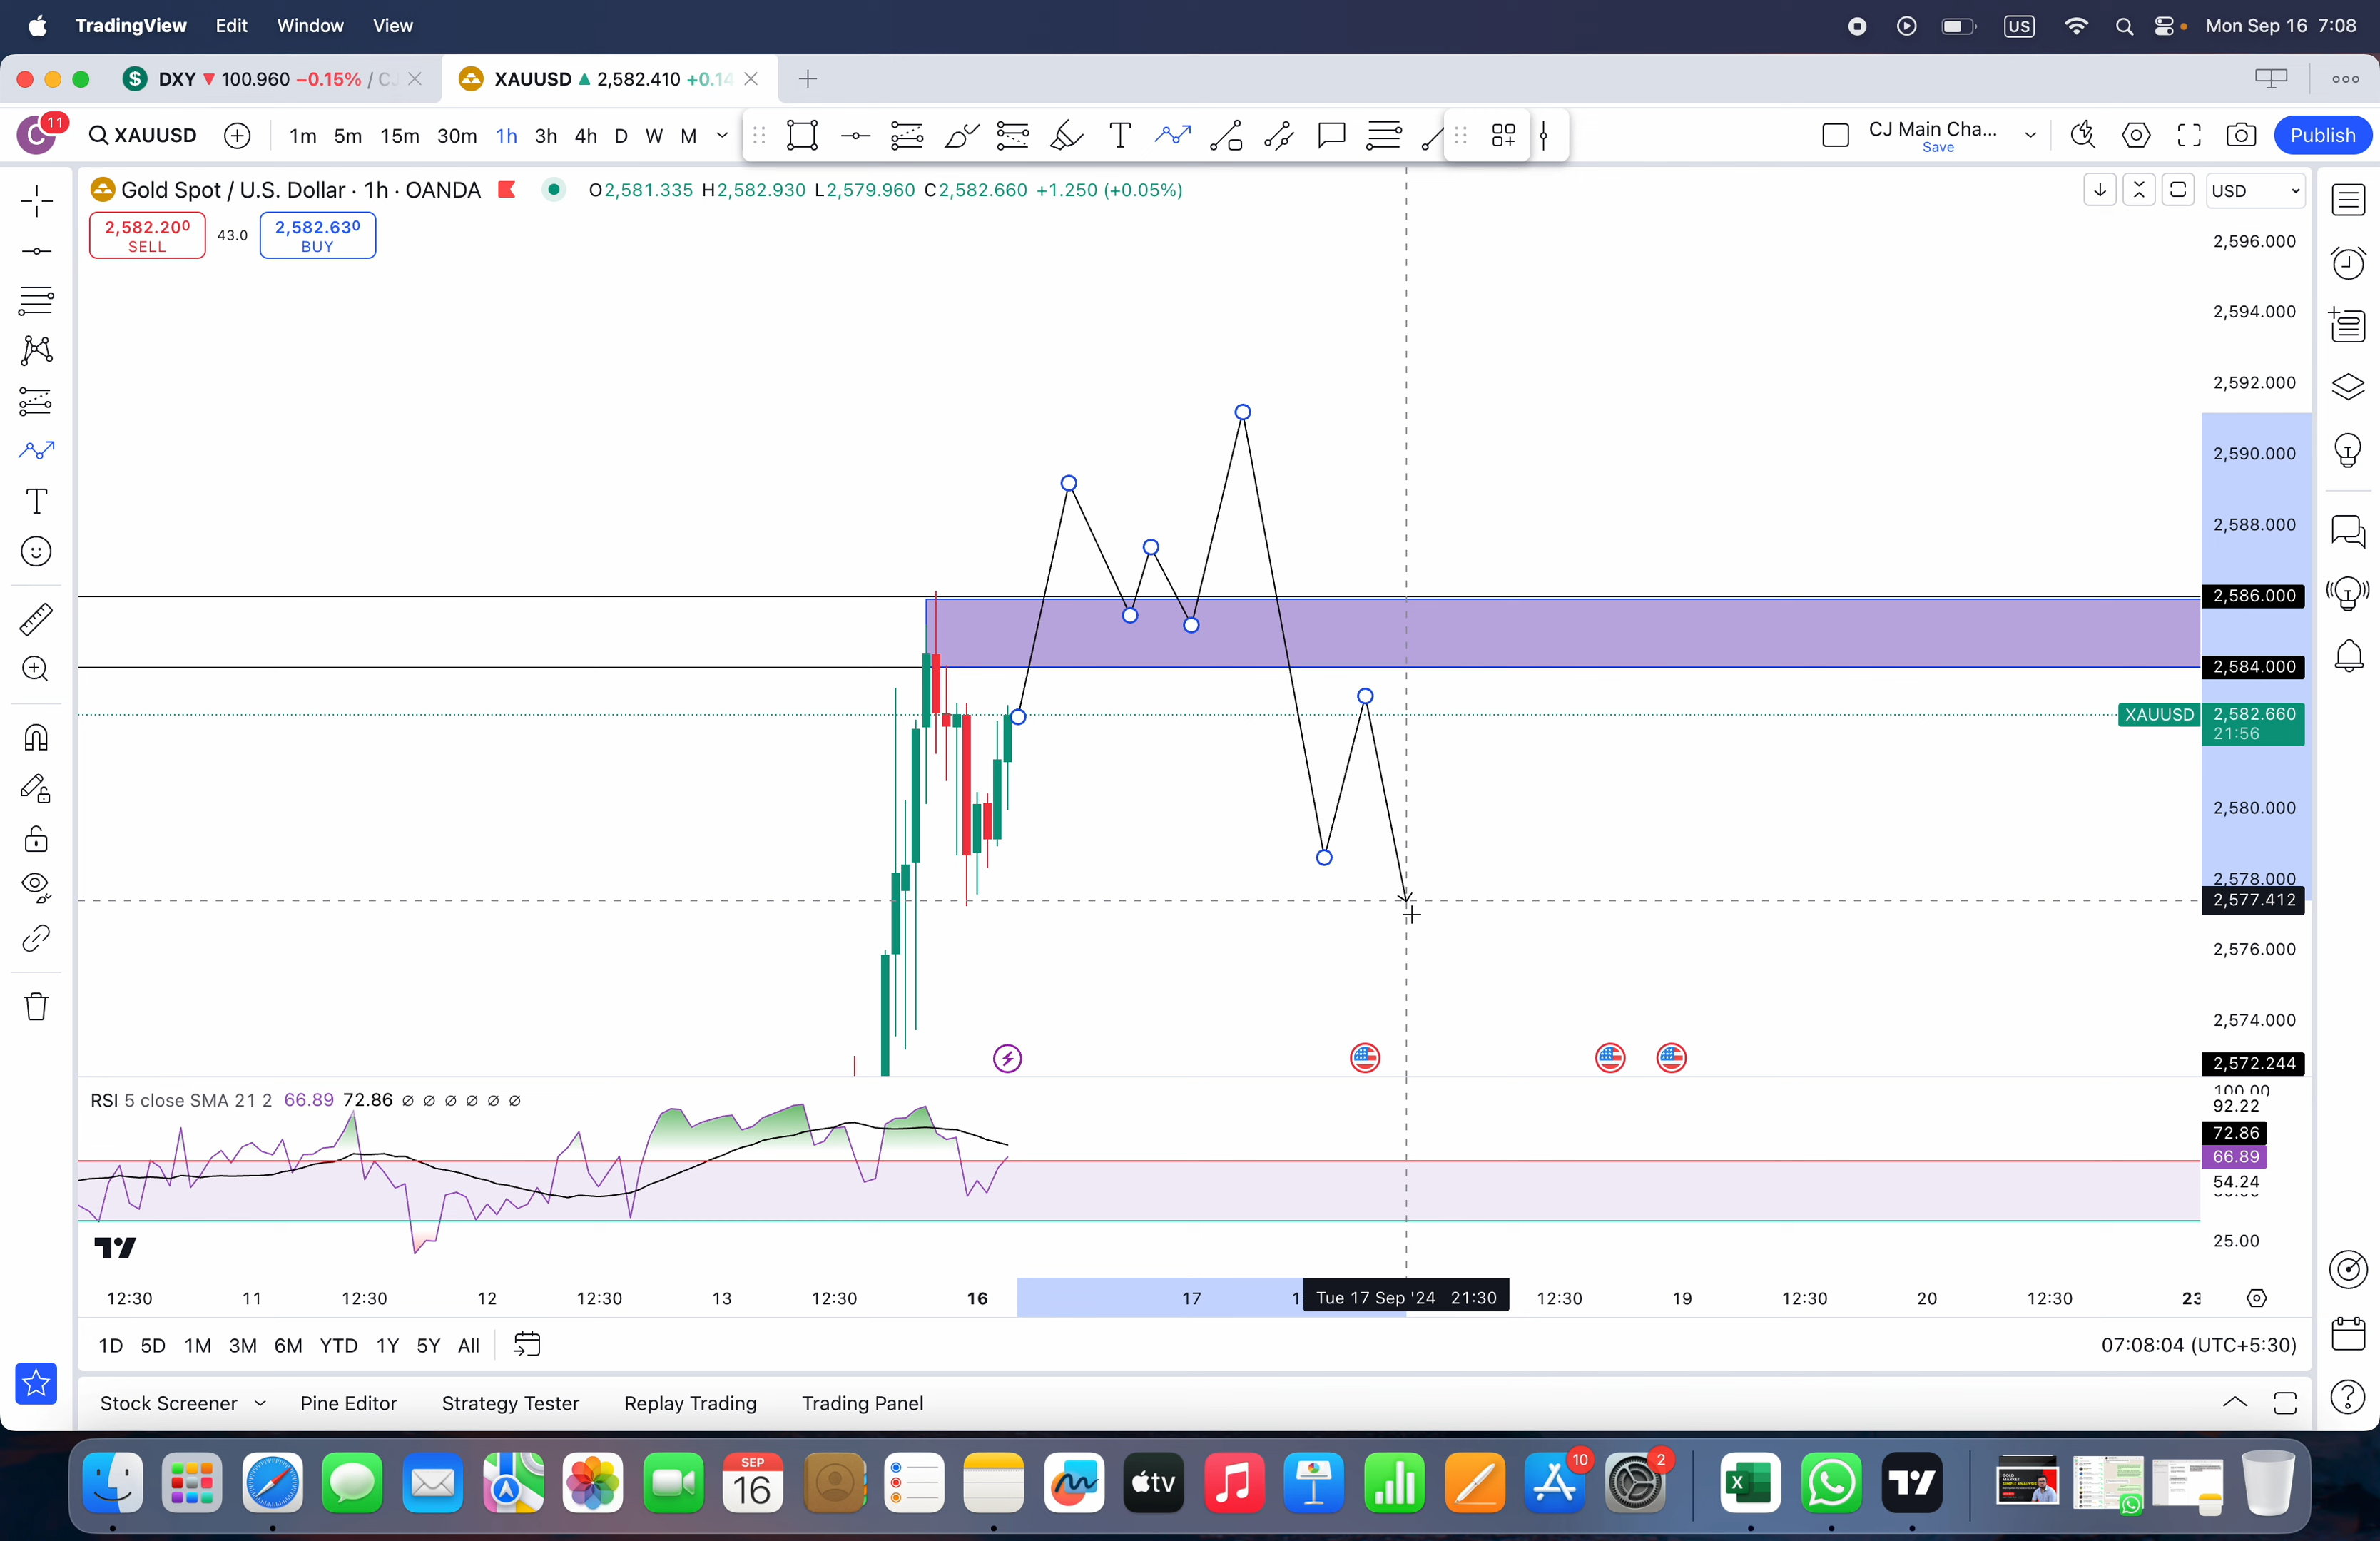 TradingView Edit Window View US Mon Sep 16 7:08
DXY 100.960 −0.15% / CJ XAUUSD 2,582.410 +0.14
C 11 XAUUSD 1m 5m 15m 30m 1h 3h 4h D W M T CJ Main Cha... Save Publish
Gold Spot / U.S. Dollar · 1h · OANDA O2,581.335 H2,582.930 L2,579.960 C2,582.660 +1.250 (+0.05%) USD
2,582.200 SELL 43.0 2,582.630 BUY
2,596.000
2,594.000
2,592.000
2,590.000
2,588.000
2,586.000
2,584.000
XAUUSD 2,582.660
21:56
2,580.000
2,578.000
2,577.412
2,576.000
2,574.000
2,572.244
RSI 5 close SMA 21 2 66.89 72.86 ∅ ∅ ∅ ∅ ∅ ∅
100.00
92.22
72.86
66.89
54.24
25.00
12:30 11 12:30 12 12:30 13 12:30 16 17 Tue 17 Sep '24 21:30 12:30 19 12:30 20 12:30 23
1D 5D 1M 3M 6M YTD 1Y 5Y All 07:08:04 (UTC+5:30)
Stock Screener Pine Editor Strategy Tester Replay Trading Trading Panel
SEP
16
tv
10
2